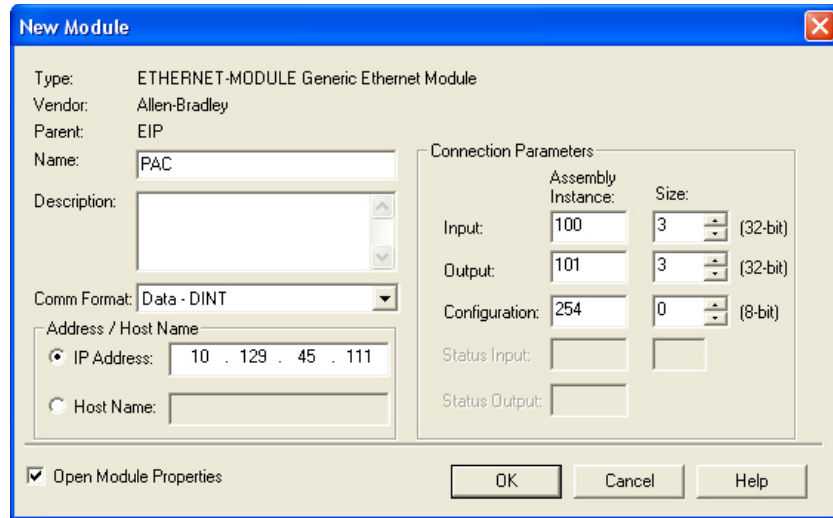 New Module
Type: ETHERNET-MODULE Generic Ethernet Module
Vendor: Allen-Bradley
Parent: EIP
Name: PAC
Description:
Comm Format: Data - DINT
Address / Host Name
IP Address: 10 . 129 . 45 . 111
Host Name:
Connection Parameters
Assembly Instance: Size:
Input: 100 3 (32-bit)
Output: 101 3 (32-bit)
Configuration: 254 0 (8-bit)
Status Input:
Status Output:
Open Module Properties
OK Cancel Help